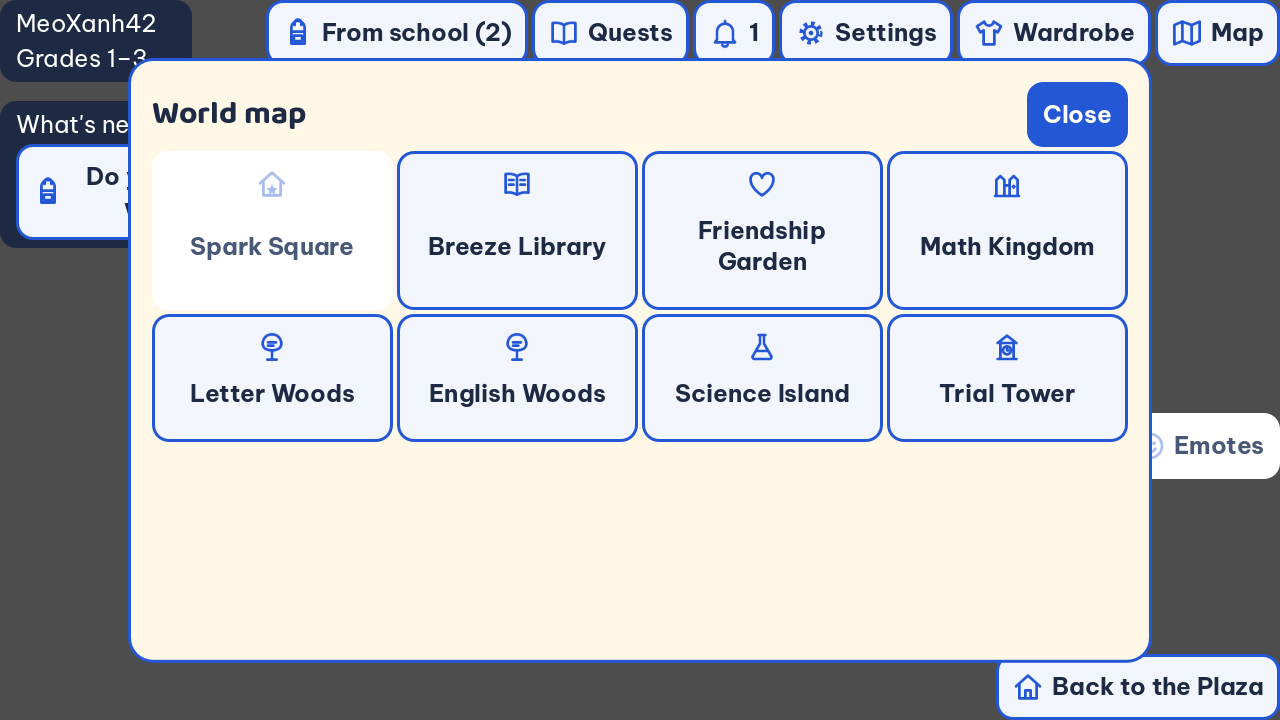 MeoXanh42
Grades 1–3
From school (2)
Quests
1
Settings
Wardrobe
Map
What's
Do
World map
Close
Spark Square
Breeze Library
Friendship
Garden
Math Kingdom
Letter Woods
English Woods
Science Island
Trial Tower
Emotes
Back to the Plaza